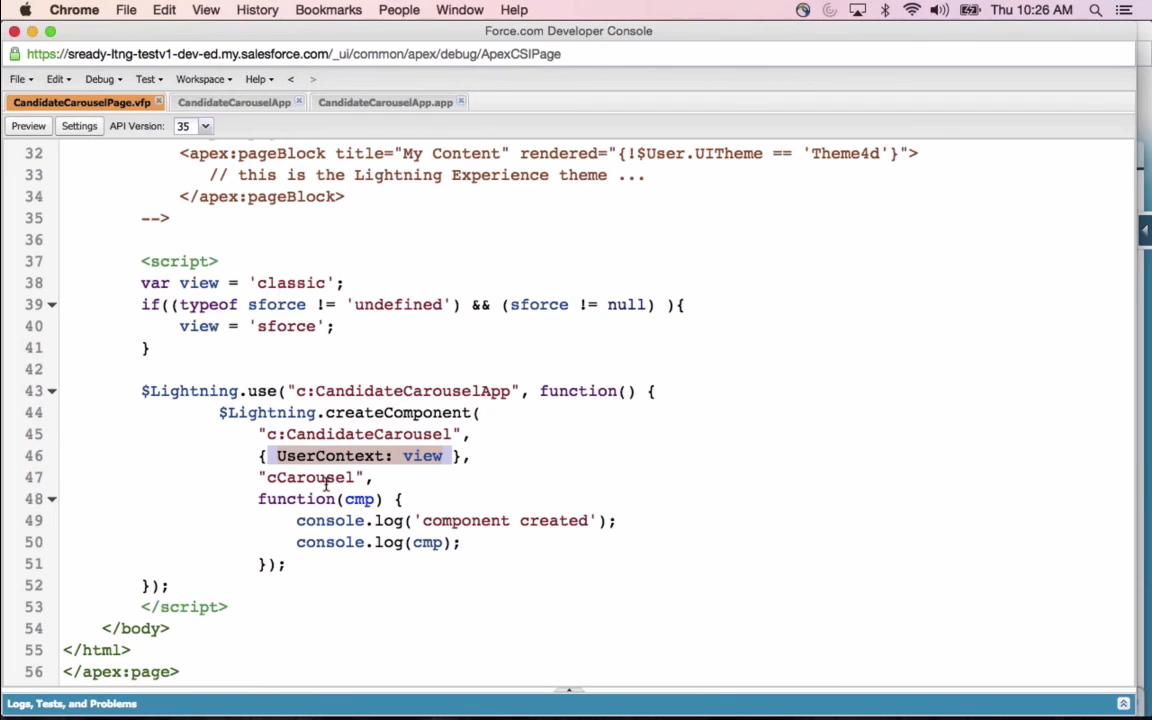 Chrome File Edit View History Bookmarks People Window Help Thu 10:26 AM
Force.com Developer Console
https://sready-ltng-testv1-dev-ed.my.salesforce.com/_ui/common/apex/debug/ApexCSIPage
File Edit Debug Test Workspace Help < >
CandidateCarouselPage.vfp CandidateCarouselApp CandidateCarouselApp.app
Preview Settings API Version: 35
32 <apex:pageBlock title="My Content" rendered="{!$User.UITheme == 'Theme4d'}">
33 // this is the Lightning Experience theme ...
34 </apex:pageBlock>
35 -->
36
37 <script>
38 var view = 'classic';
39 if((typeof sforce != 'undefined') && (sforce != null) ){
40 view = 'sforce';
41 }
42
43 $Lightning.use("c:CandidateCarouselApp", function() {
44 $Lightning.createComponent(
45 "c:CandidateCarousel",
46 { UserContext: view },
47 "cCarousel",
48 function(cmp) {
49 console.log('component created');
50 console.log(cmp);
51 });
52 });
53 </script>
54 </body>
55 </html>
56 </apex:page>
Logs, Tests, and Problems